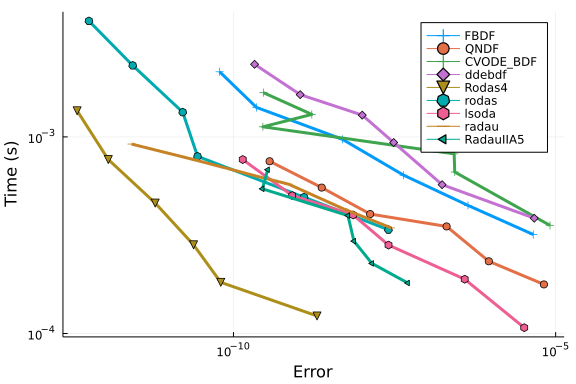 FBDF
QNDF
CVODE_BDF
ddebdf
Rodas4
rodas
lsoda
radau
RadauIIA5
Time (s)
10⁻³
10⁻⁴
10⁻¹⁰
10⁻⁵
Error